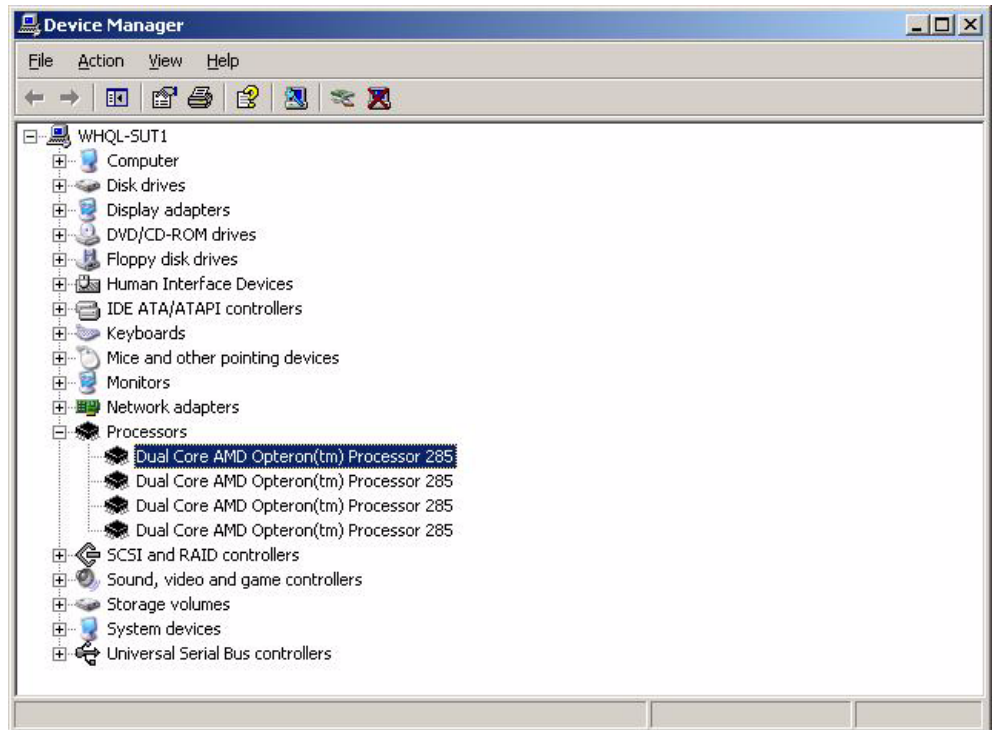 Device Manager
File Action View Help
WHQL-SUT1
Computer
Disk drives
Display adapters
DVD/CD-ROM drives
Floppy disk drives
Human Interface Devices
IDE ATA/ATAPI controllers
Keyboards
Mice and other pointing devices
Monitors
Network adapters
Processors
Dual Core AMD Opteron(tm) Processor 285
Dual Core AMD Opteron(tm) Processor 285
Dual Core AMD Opteron(tm) Processor 285
Dual Core AMD Opteron(tm) Processor 285
SCSI and RAID controllers
Sound, video and game controllers
Storage volumes
System devices
Universal Serial Bus controllers